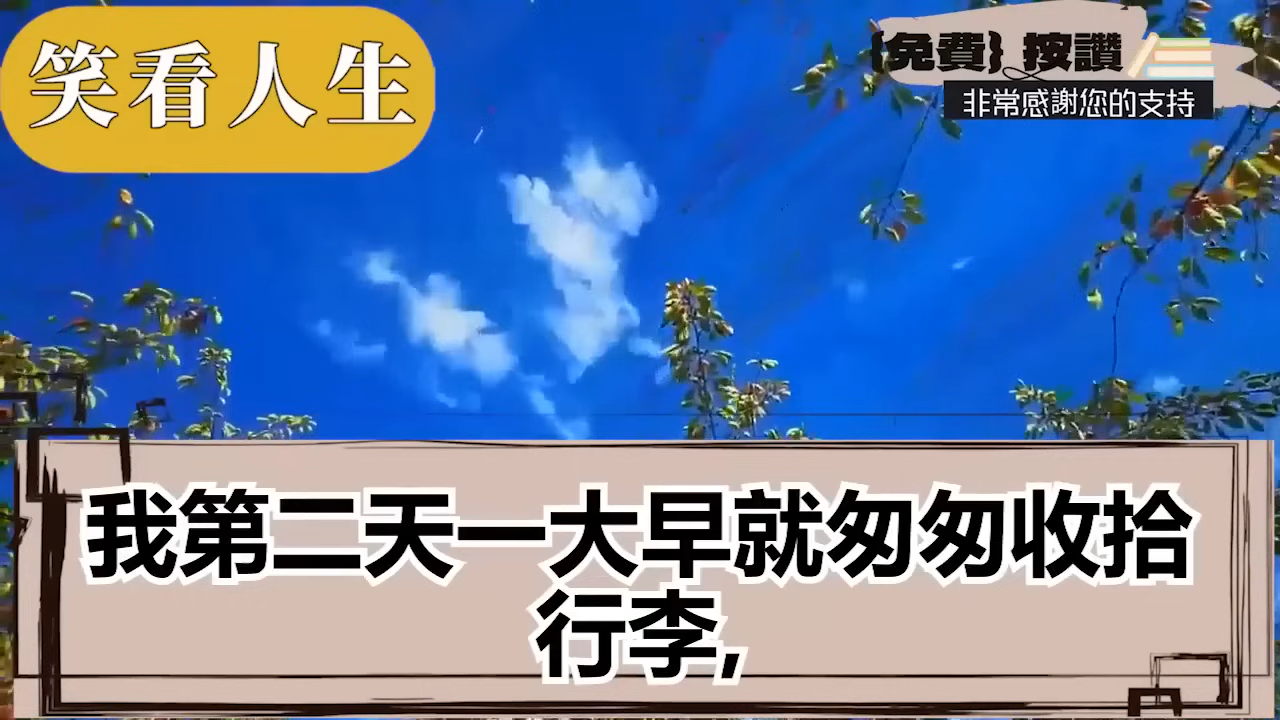 笑看人生
{免費} 按讚
非常感謝您的支持
我第二天一大早就匆匆收拾
行李,